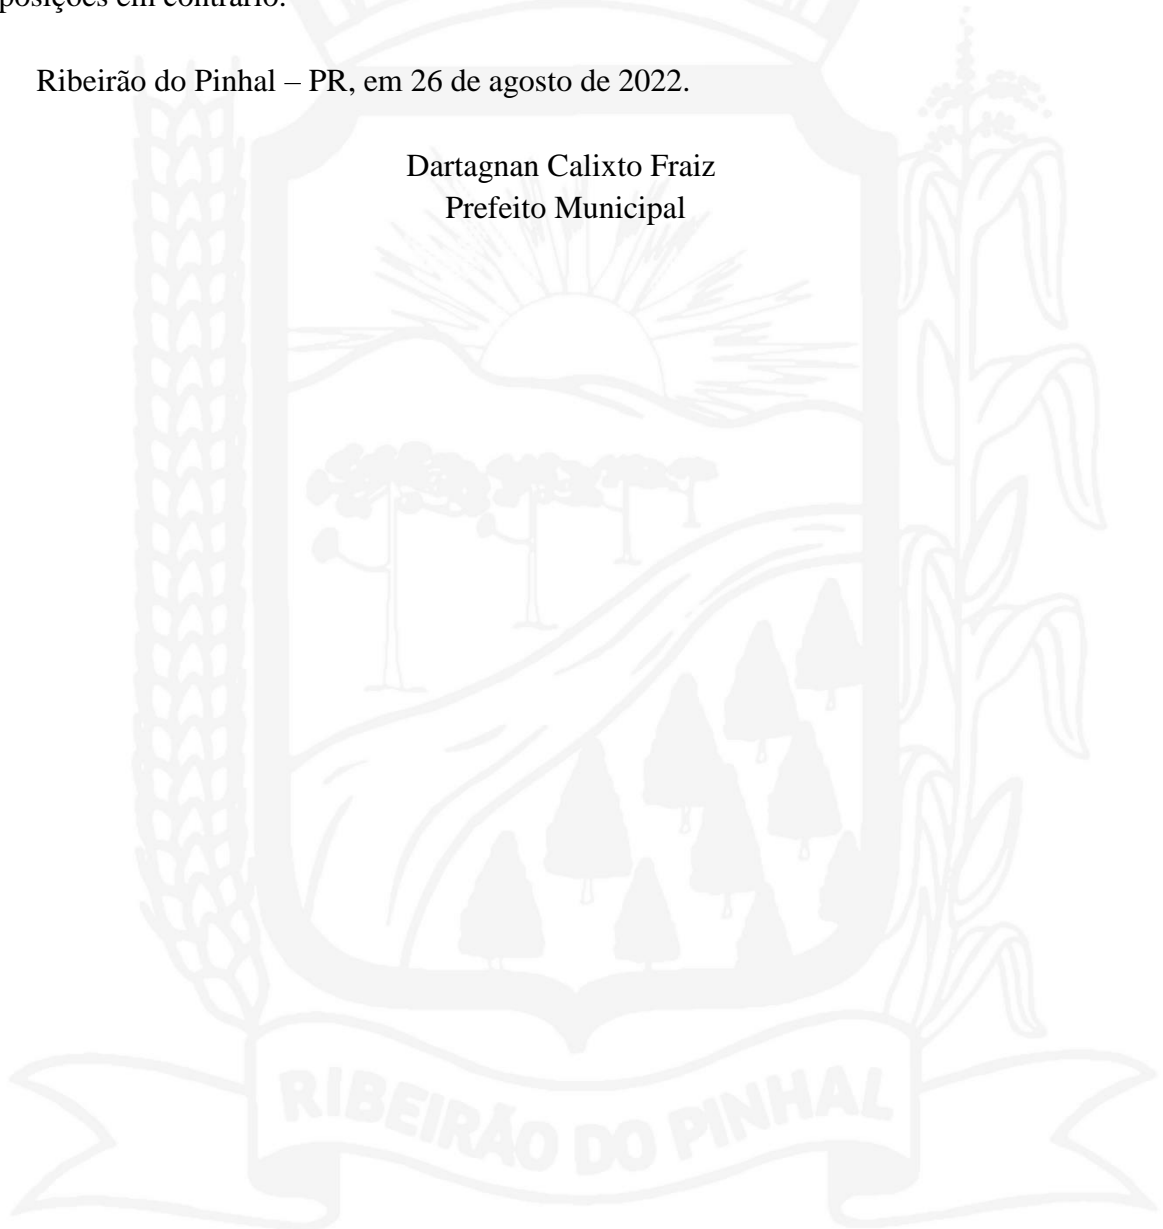 posições em contrário.
Ribeirão do Pinhal – PR, em 26 de agosto de 2022.
Dartagnan Calixto Fraiz
Prefeito Municipal
RIBEIRÃO DO PINHAL